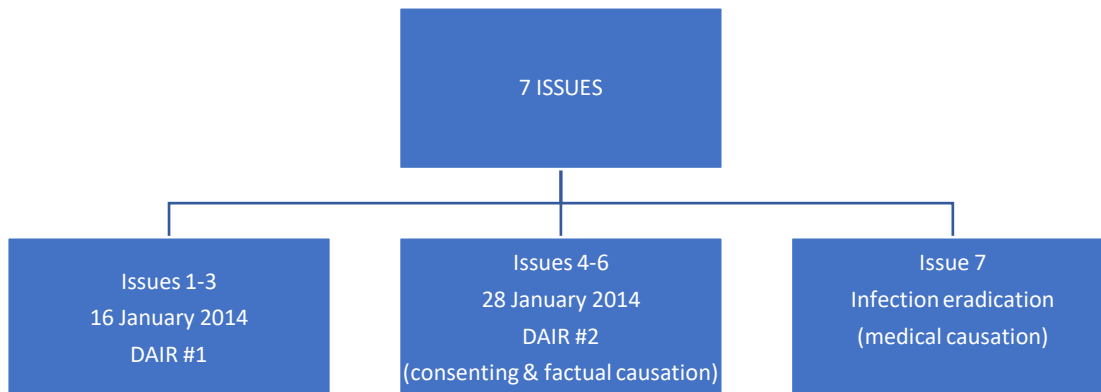 7 ISSUES
Issues 1-3
16 January 2014
DAIR #1
Issues 4-6
28 January 2014
DAIR #2
(consenting & factual causation)
Issue 7
Infection eradication
(medical causation)